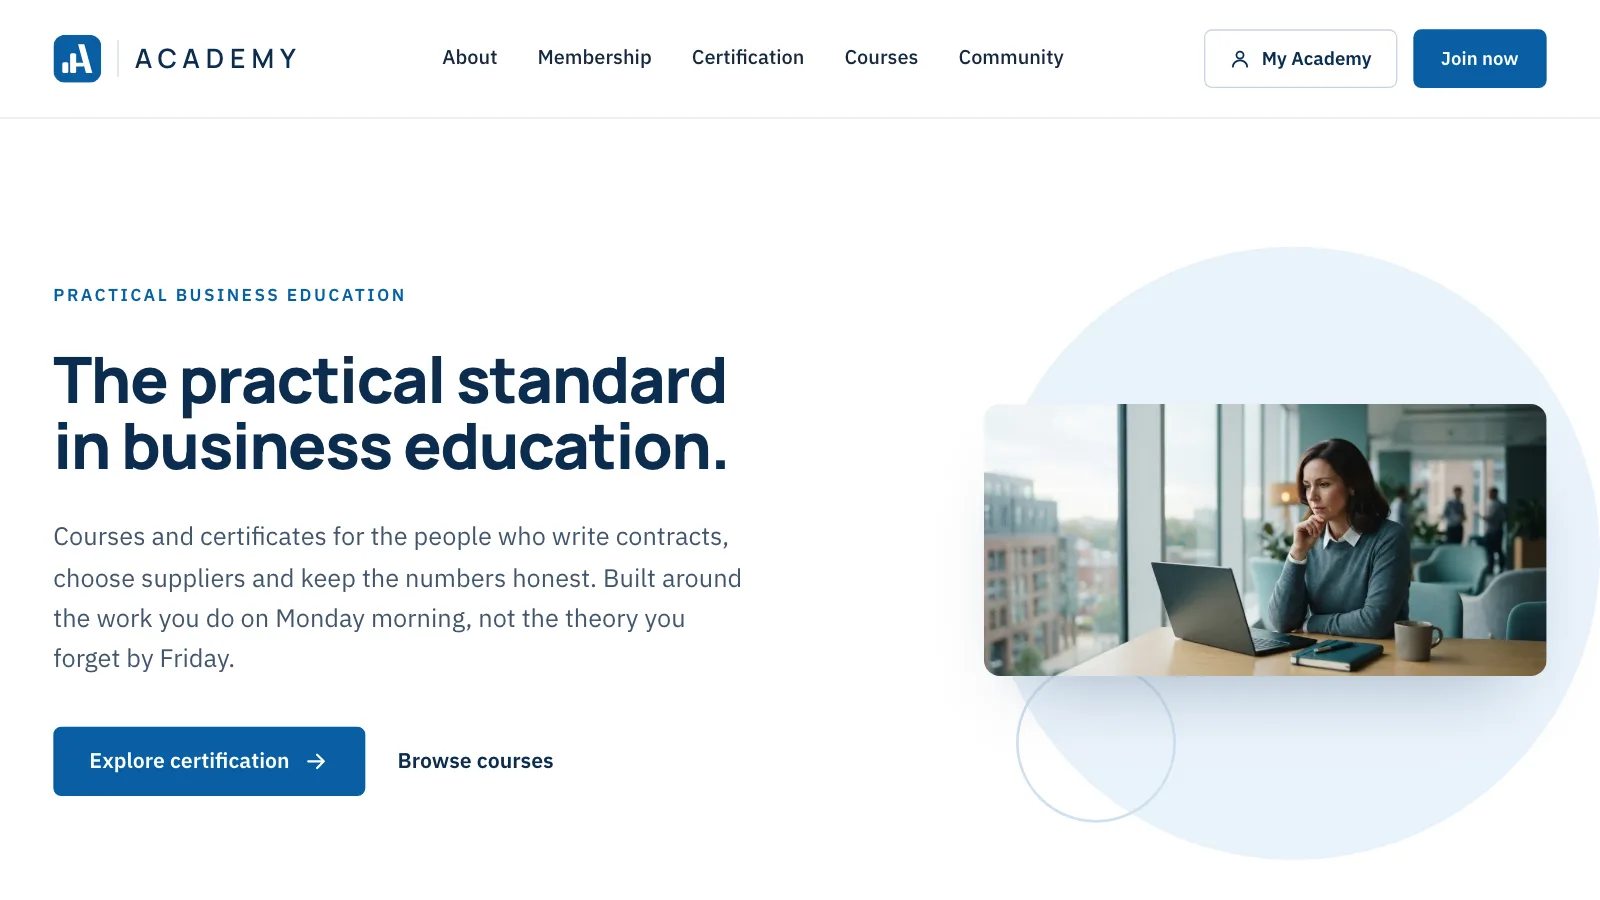 ACADEMY
About
Membership
Certification
Courses
Community
My Academy
Join now
PRACTICAL BUSINESS EDUCATION
The practical standard
in business education.
Courses and certificates for the people who write contracts,
choose suppliers and keep the numbers honest. Built around
the work you do on Monday morning, not the theory you
forget by Friday.
Explore certification
Browse courses